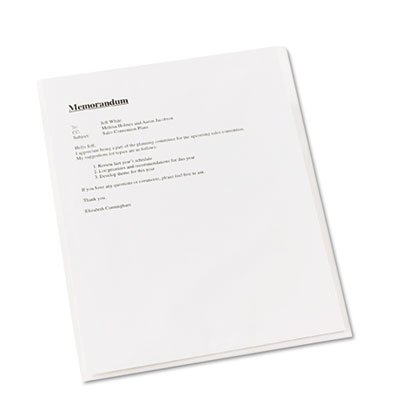 Memorandum
To: Jeff White
CC: Melissa Holmes and Jason Jacobson
Subject: Sales Convention Plans
Hello Jeff,
I appreciate being a part of the planning committee for the upcoming sales convention.
My suggestions for topics are as follows:
1. Review last year's schedule
2. List priorities and recommendations for this year
3. Develop theme for this year
If you have any questions or comments, please feel free to ask.
Thank you,
Elizabeth Cunningham